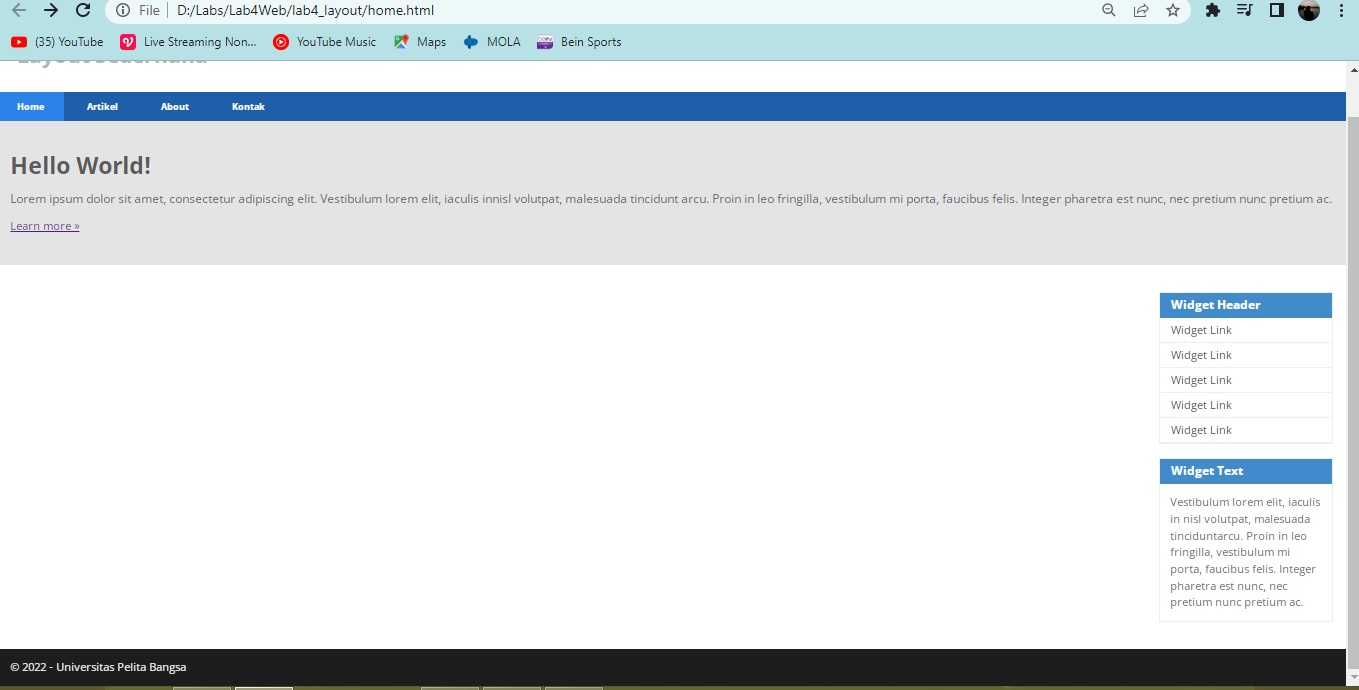 File D:/Labs/Lab4Web/lab4_layout/home.html
(35) YouTube Live Streaming Non... YouTube Music Maps MOLA Bein Sports
Layout Sederhana
Home Artikel About Kontak
Hello World!
Lorem ipsum dolor sit amet, consectetur adipiscing elit. Vestibulum lorem elit, iaculis innisl volutpat, malesuada tincidunt arcu. Proin in leo fringilla, vestibulum mi porta, faucibus felis. Integer pharetra est nunc, nec pretium nunc pretium ac.
Learn more »
Widget Header
Widget Link
Widget Link
Widget Link
Widget Link
Widget Link
Widget Text
Vestibulum lorem elit, iaculis
in nisl volutpat, malesuada
tinciduntarcu. Proin in leo
fringilla, vestibulum mi
porta, faucibus felis. Integer
pharetra est nunc, nec
pretium nunc pretium ac.
© 2022 - Universitas Pelita Bangsa